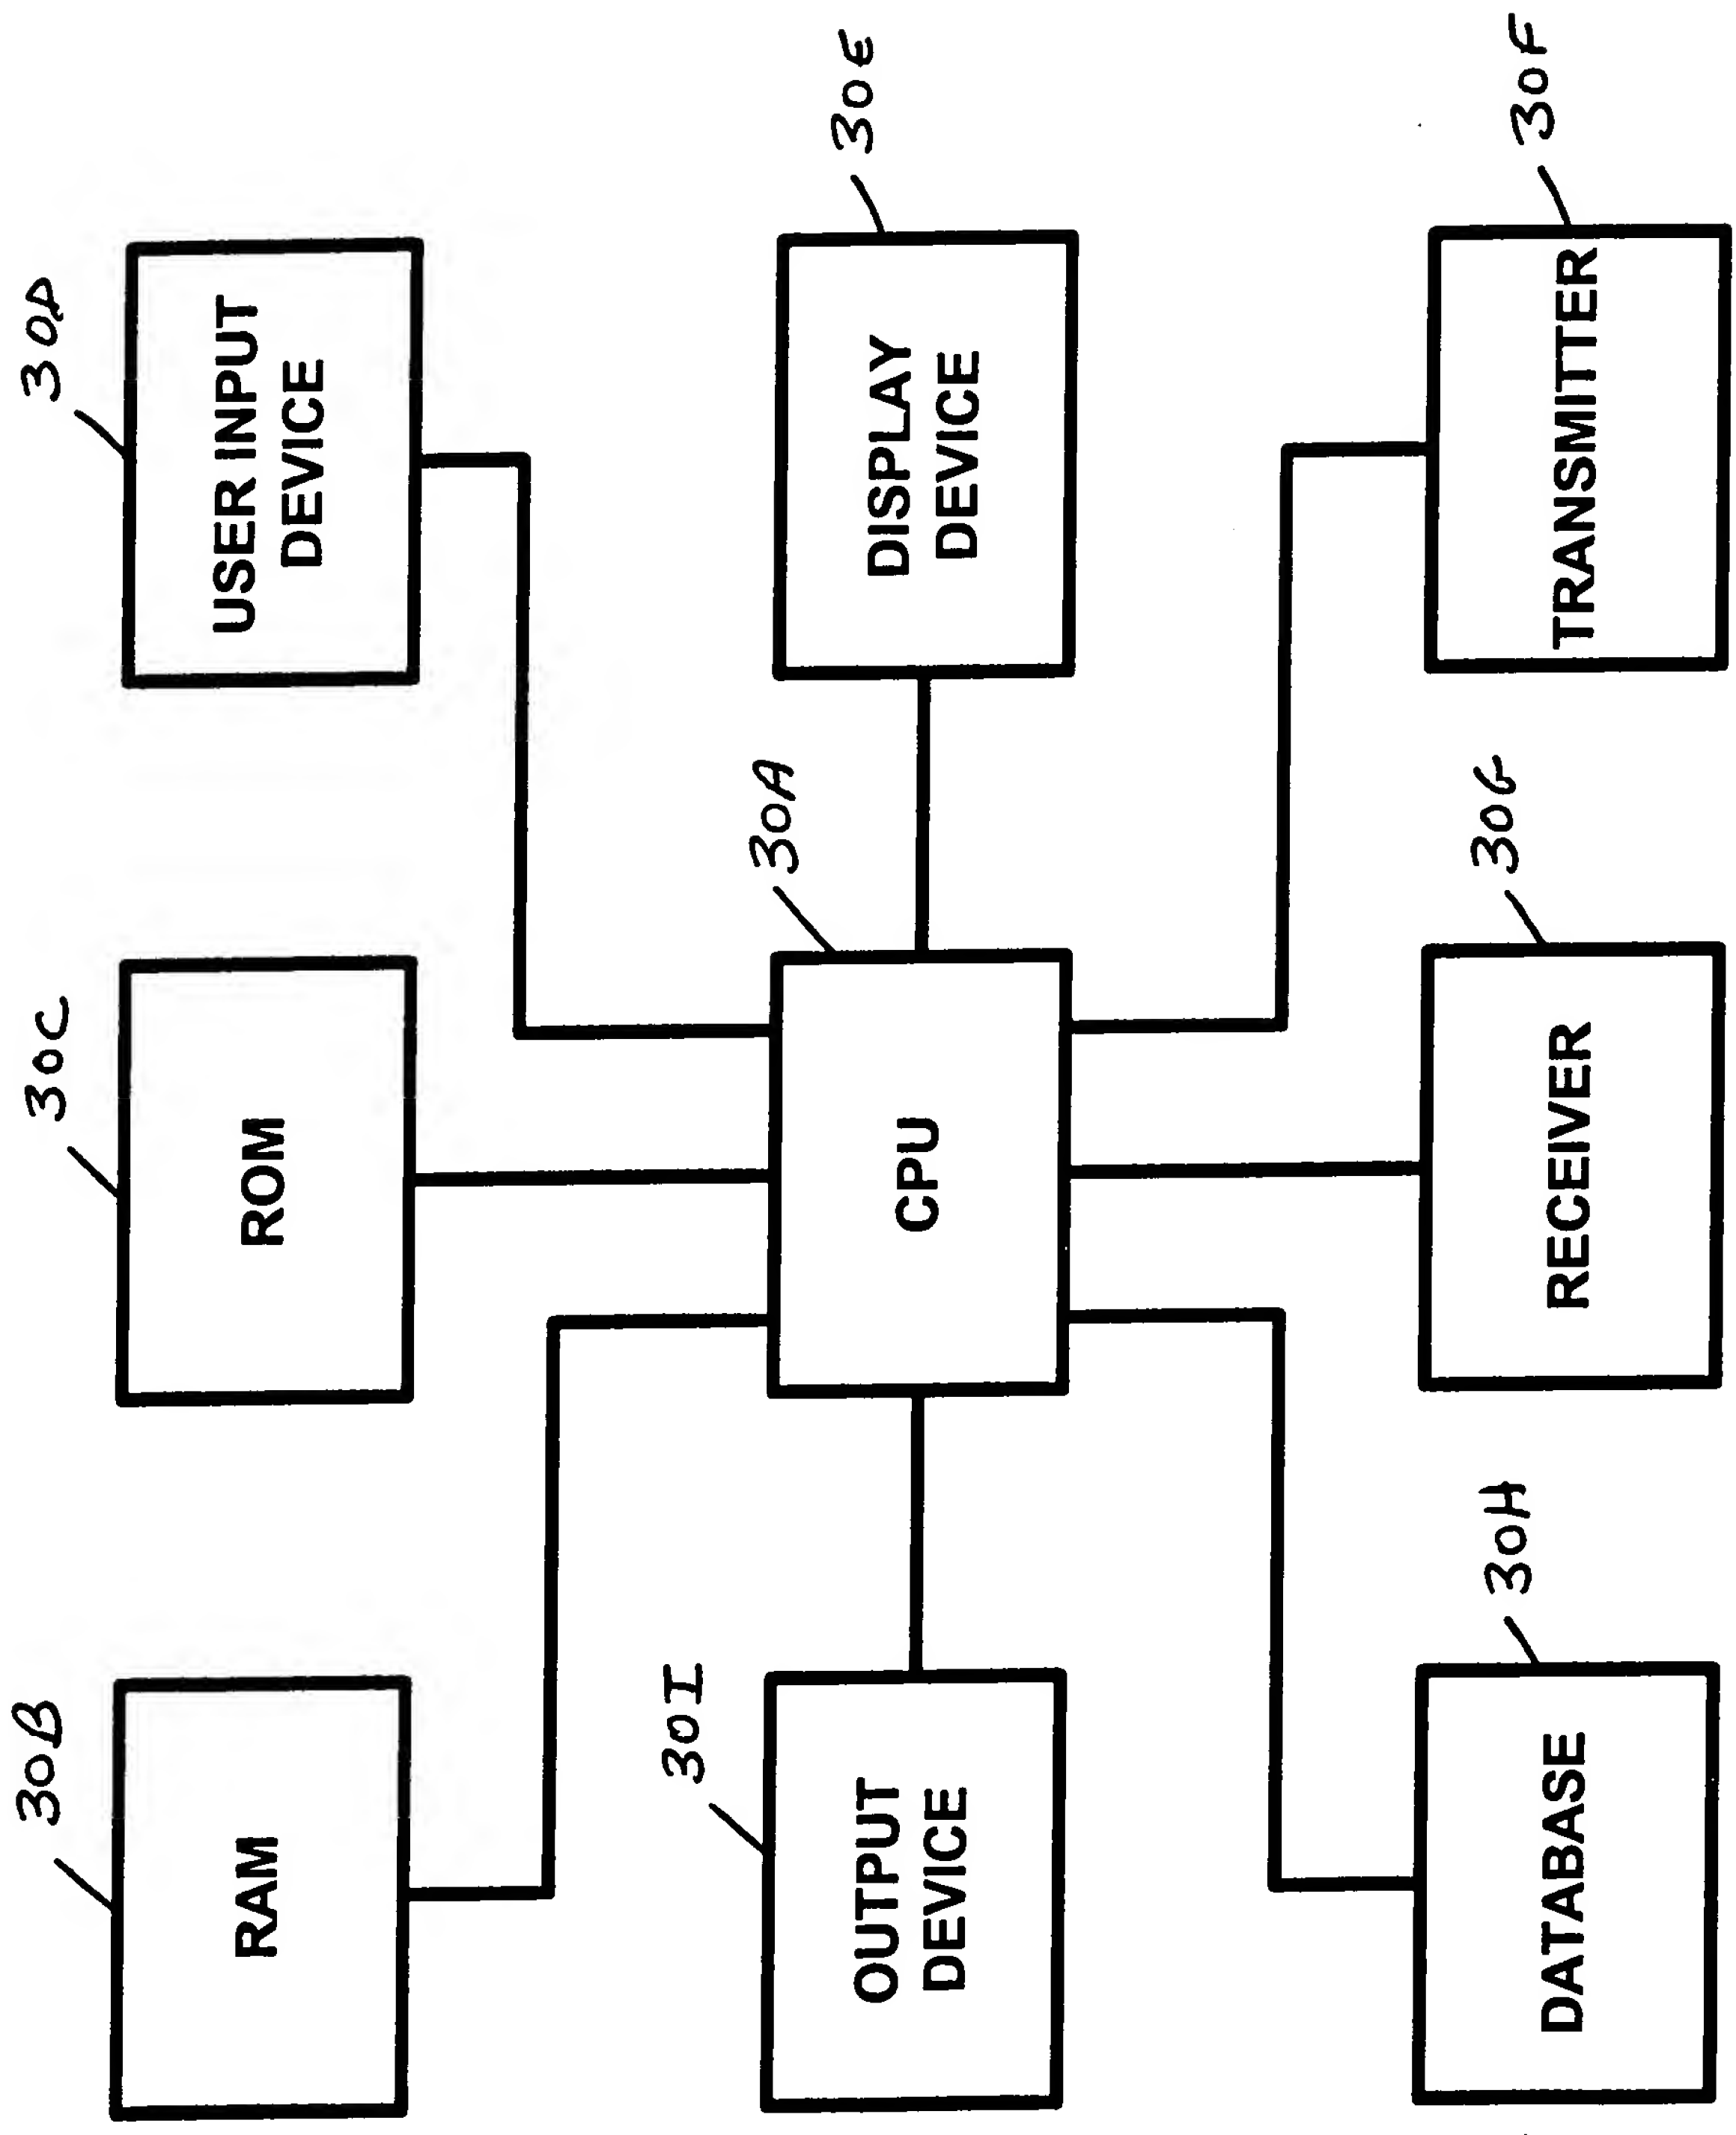 30B
30C
30D
RAM
ROM
USER INPUT
DEVICE
30I
30A
30E
OUTPUT
DEVICE
CPU
DISPLAY
DEVICE
30H
30G
30F
DATABASE
RECEIVER
TRANSMITTER